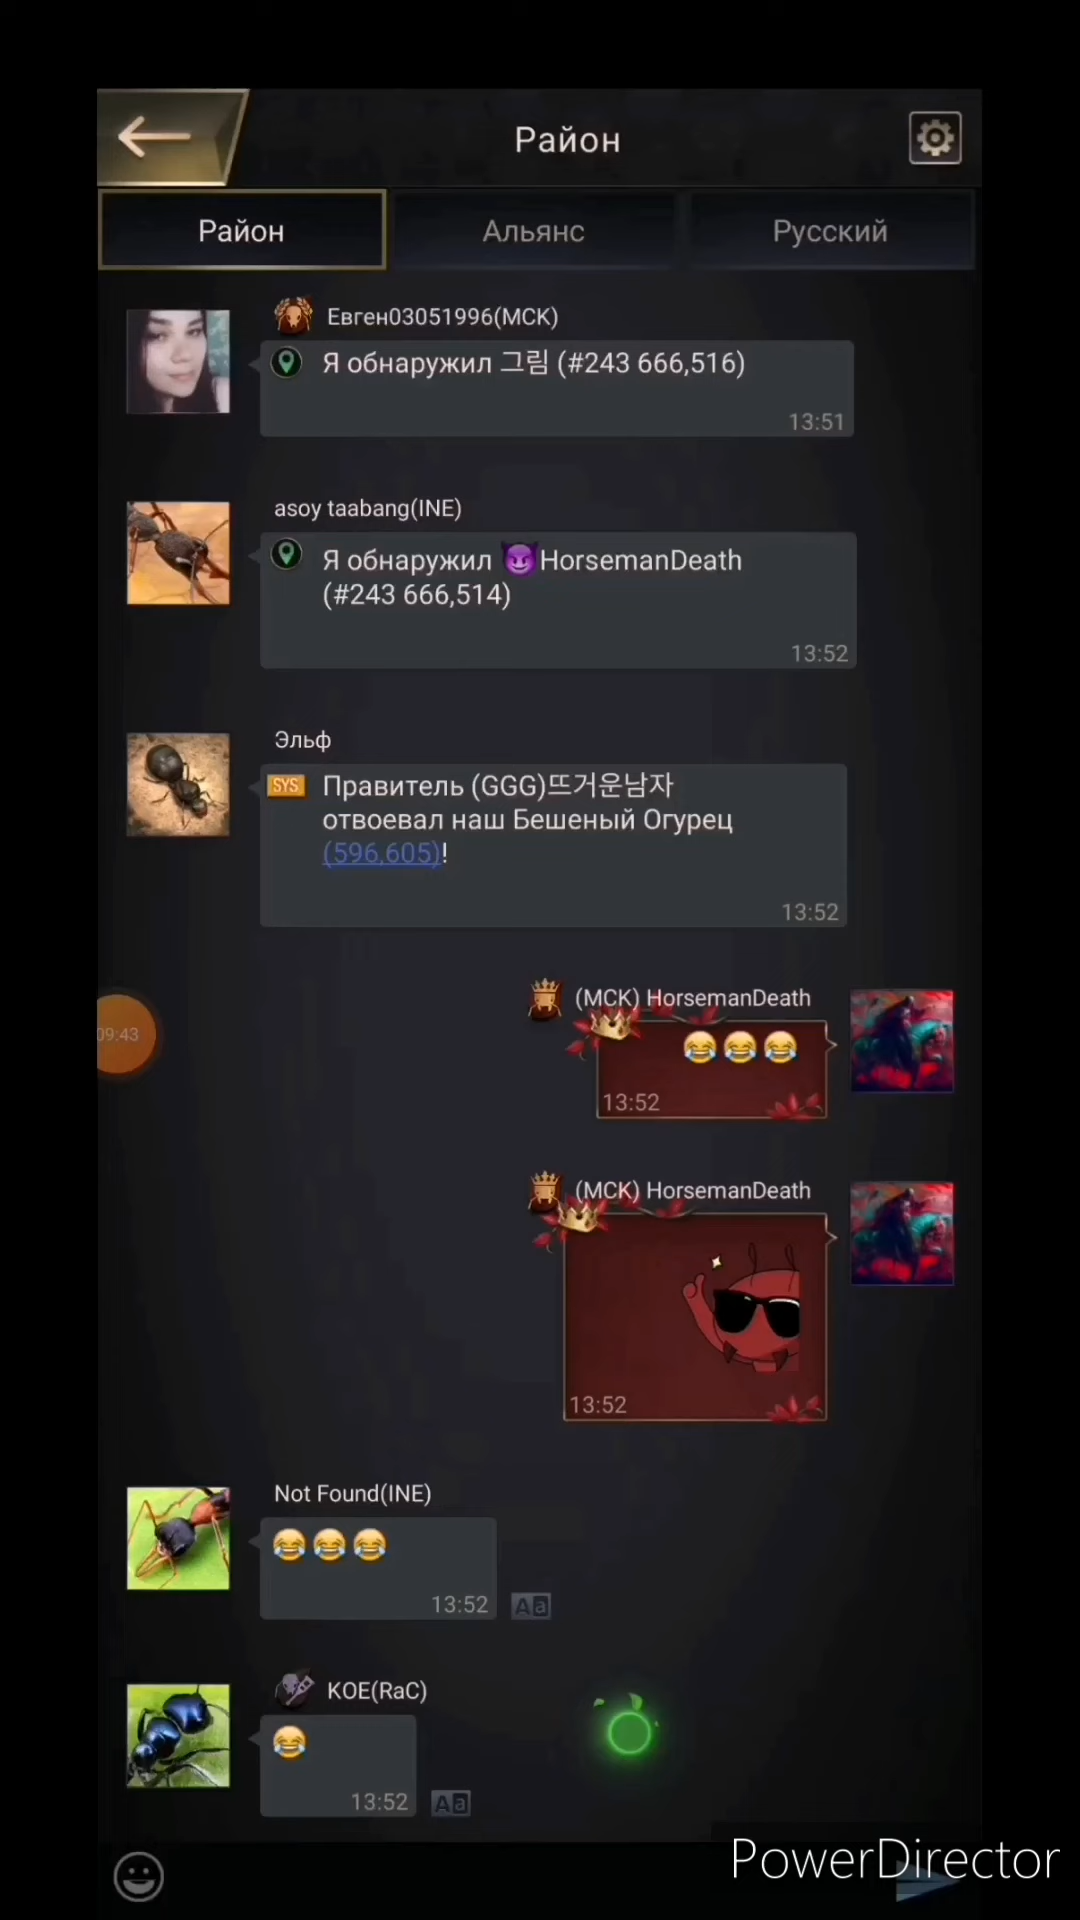 Район
Район
Альянс
Русский
Евген03051996(MCK)
Я обнаружил 그림 (#243 666,516)
13:51
asoy taabang(INE)
Я обнаружил 😈HorsemanDeath
(#243 666,514)
13:52
Эльф
SYS
Правитель (GGG)뜨거운남자
отвоевал наш Бешеный Огурец
(596,605)!
13:52
09:43
(MCK) HorsemanDeath
😂😂😂
13:52
(MCK) HorsemanDeath
13:52
Not Found(INE)
😂😂😂
13:52
Aa
KOE(RaC)
😂
13:52
Aa
PowerDirector